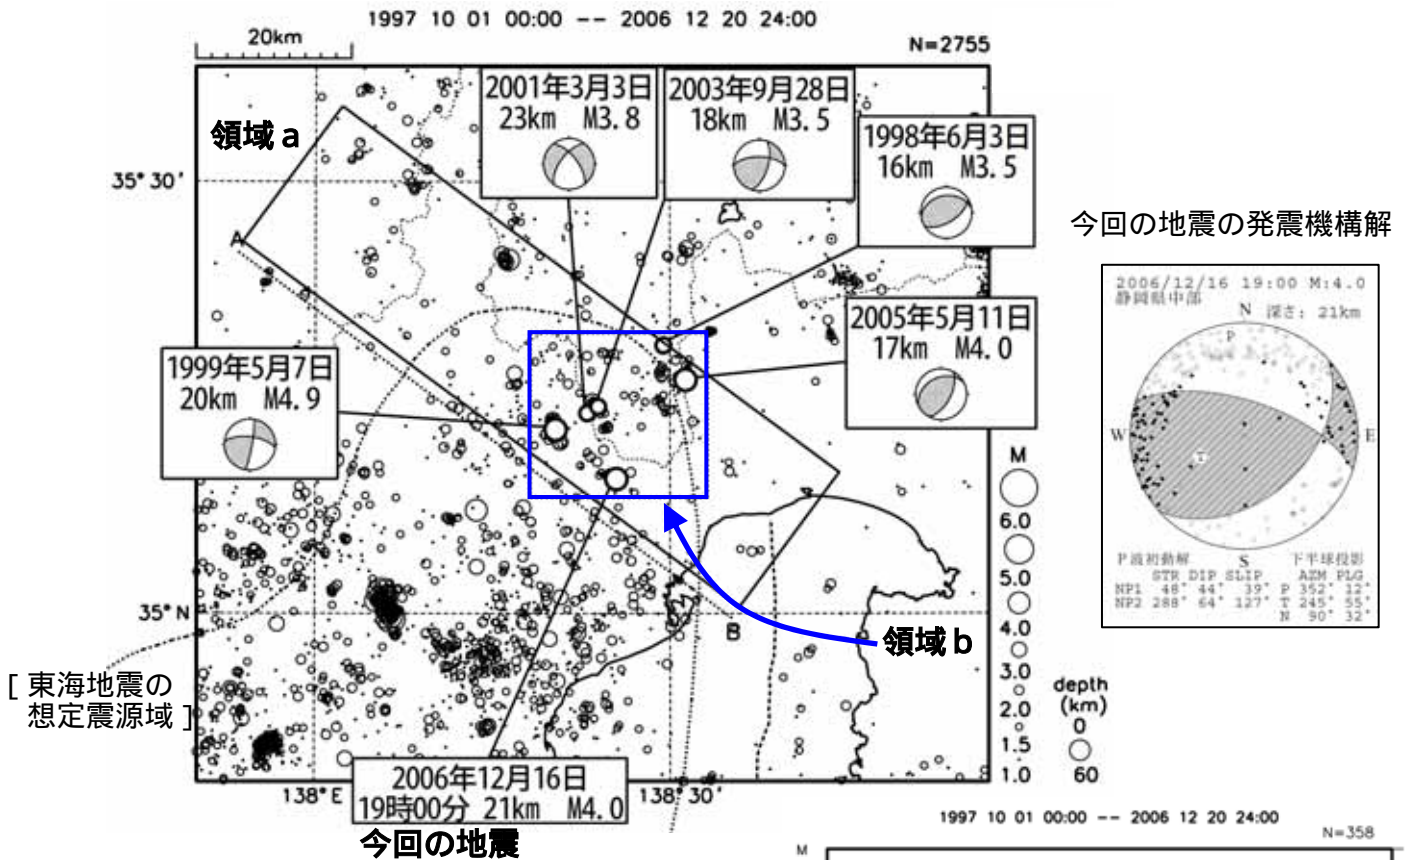 1997 10 01 00:00 -- 2006 12 20 24:00
20km
N=2755
領域a
2001年3月3日
23km M3.8
2003年9月28日
18km M3.5
1998年6月3日
16km M3.5
35°30'
A
2005年5月11日
17km M4.0
1999年5月7日
20km M4.9
35°N
B
領域b
[ 東海地震の
想定震源域 ]
M
6.0
5.0
4.0
3.0
2.0
1.5
1.0
depth
(km)
0
60
138°E
138°30'
2006年12月16日
19時00分 21km M4.0
今回の地震
今回の地震の発震機構解
2006/12/16 19:00 M:4.0
静岡県中部
N 深さ: 21km
P
W
T
E
S
P波初動解 下半球投影
STR DIP SLIP AZM PLG
NP1 48° 44° 39° P 352° 12°
NP2 288° 64° 127° T 245° 55°
N 90° 32°
1997 10 01 00:00 -- 2006 12 20 24:00
N=358
M